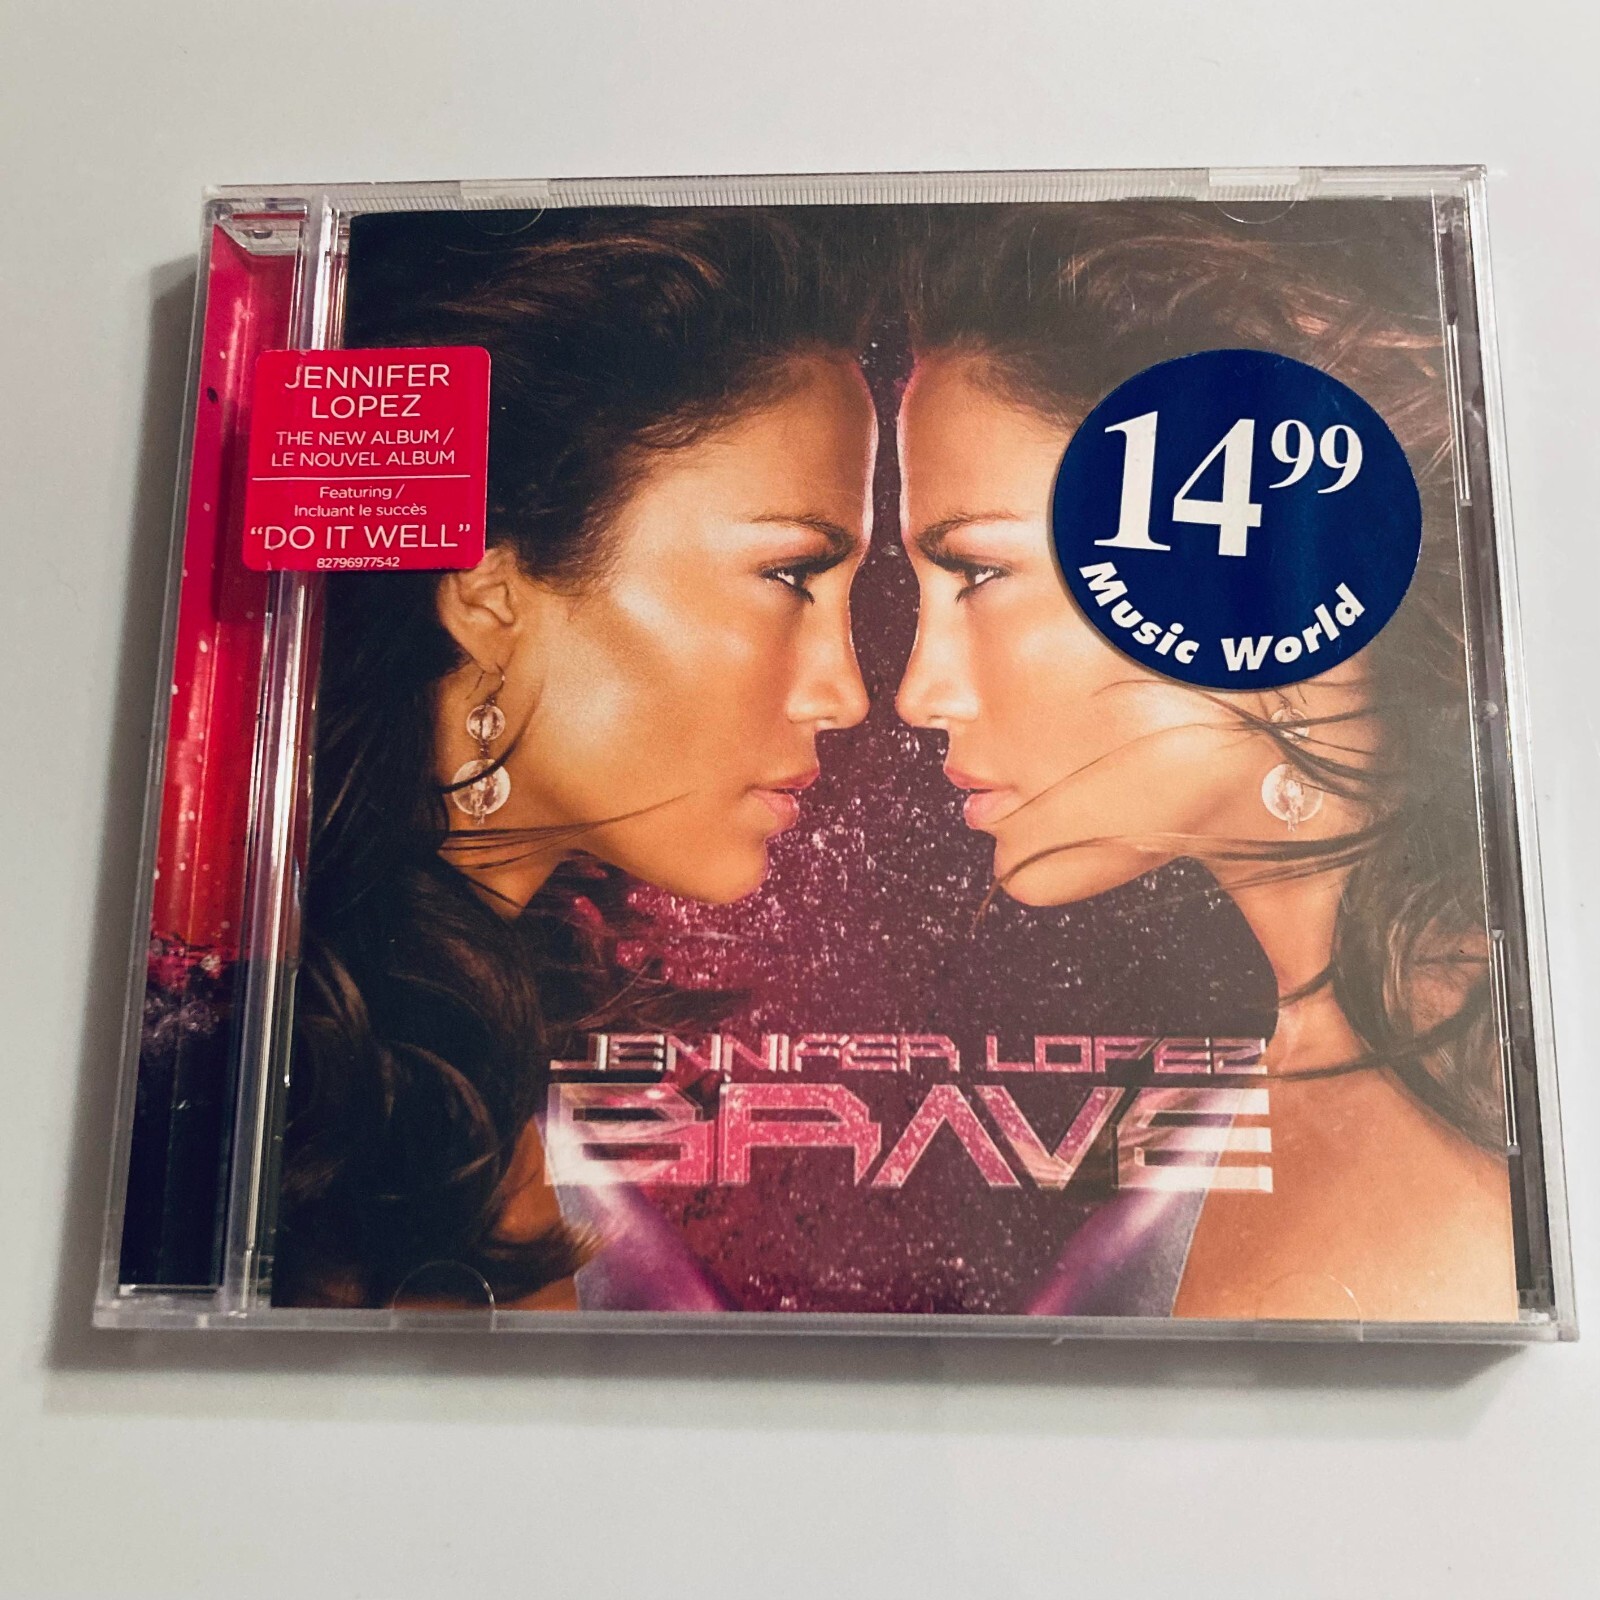 JENNIFER
LOPEZ
THE NEW ALBUM /
LE NOUVEL ALBUM
Featuring /
Incluant le succès
"DO IT WELL"
82796977542
14 99
Music World
JENNIFER LOPEZ
BRAVE